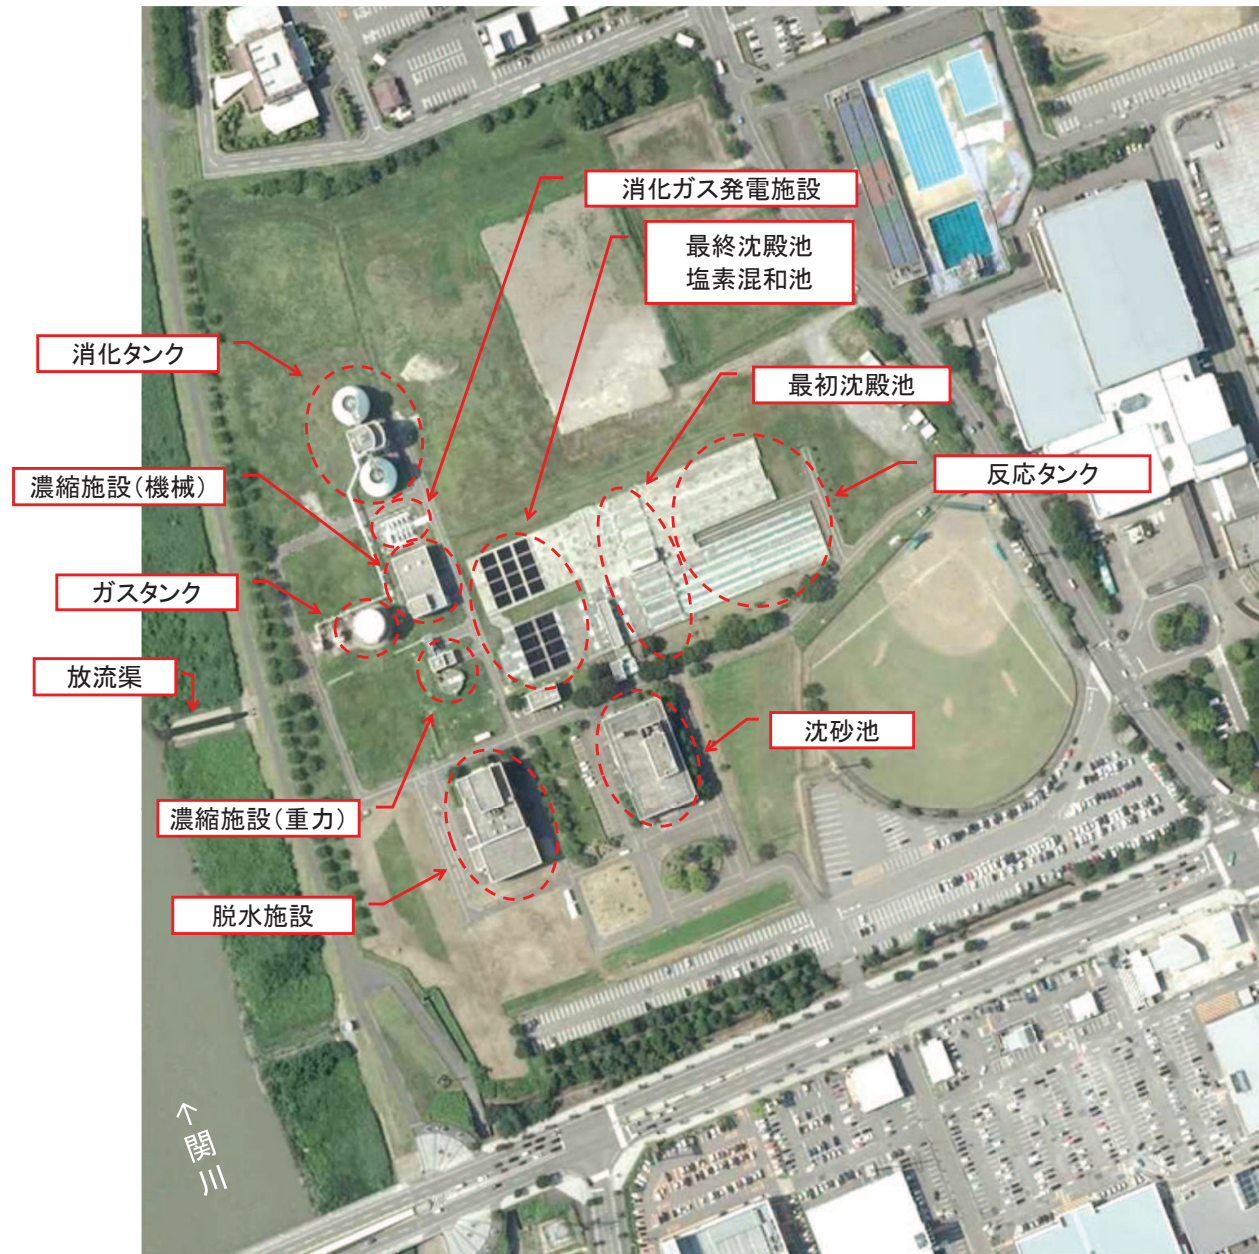 消化ガス発電施設
最終沈殿池
塩素混和池
消化タンク
最初沈殿池
濃縮施設(機械)
反応タンク
ガスタンク
放流渠
沈砂池
濃縮施設(重力)
脱水施設
↑関川